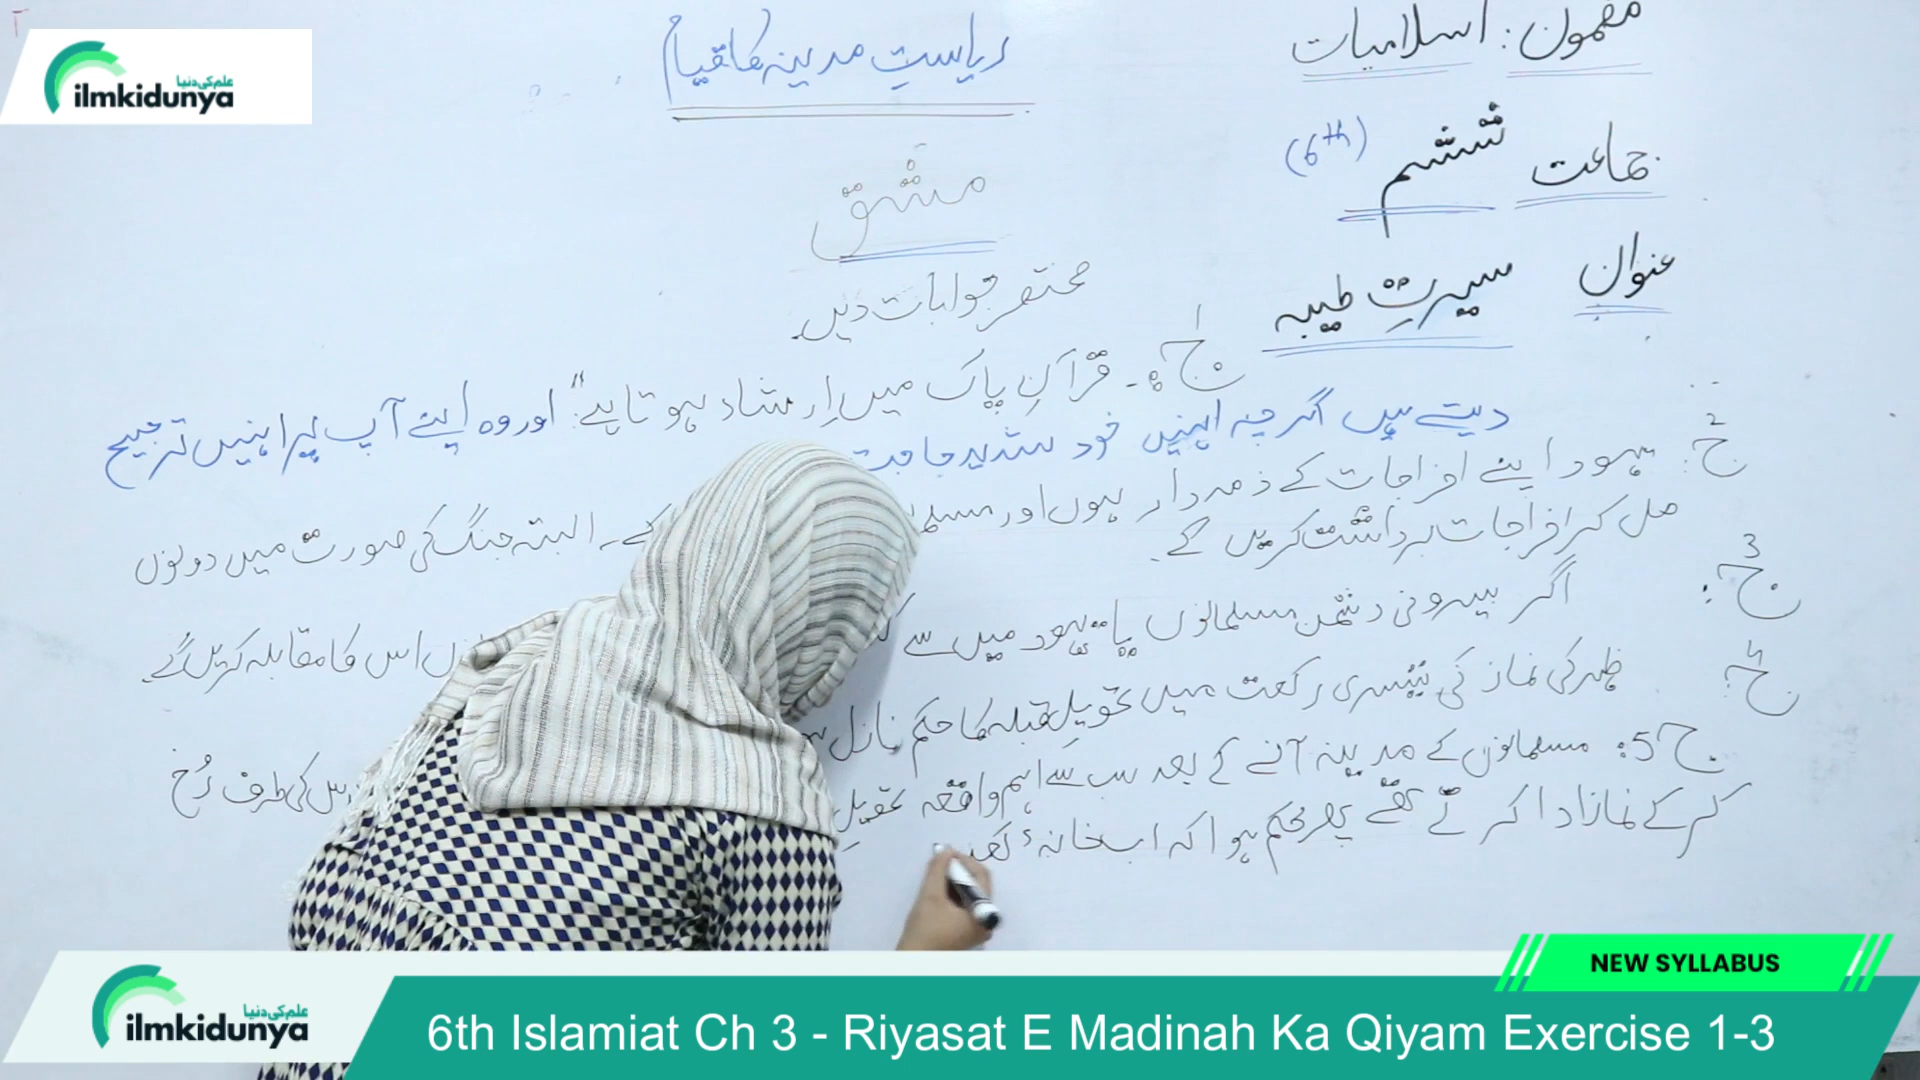 علم کی دنیا
ilmkidunya
ریاستِ مدینہ کا قیام
مضمون: اسلامیات
جماعت ششم (6th)
عنوان سیرتِ طیبہ
مشق
مختصر جوابات دیں۔
ج1۔ قرآنِ پاک میں ارشاد ہوتا ہے: "اور وہ اپنے آپ پر انہیں ترجیح
دیتے ہیں اگرچہ انہیں خود شدید حاجت
ج2: یہود اپنے اخراجات کے ذمہ دار ہوں اور کے۔ البتہ جنگ کی صورت میں دونوں
مل کر اخراجات برداشت کریں گے۔
ج3: اگر بیرونی دشمن مسلمانوں یا یہود میں سے اس کا مقابلہ کریں گے۔
ج4: ظہر کی نماز کی تیسری رکعت میں تحویلِ قبلہ کا حکم نازل
ج5: مسلمانوں کے مدینہ آنے کے بعد سب سے اہم واقعہ تحویلِ کی طرف رُخ
کر کے نماز ادا کرتے تھے پھر حکم ہوا کہ اب خانہٴ
NEW SYLLABUS
علم کی دنیا
ilmkidunya
6th Islamiat Ch 3 - Riyasat E Madinah Ka Qiyam Exercise 1-3